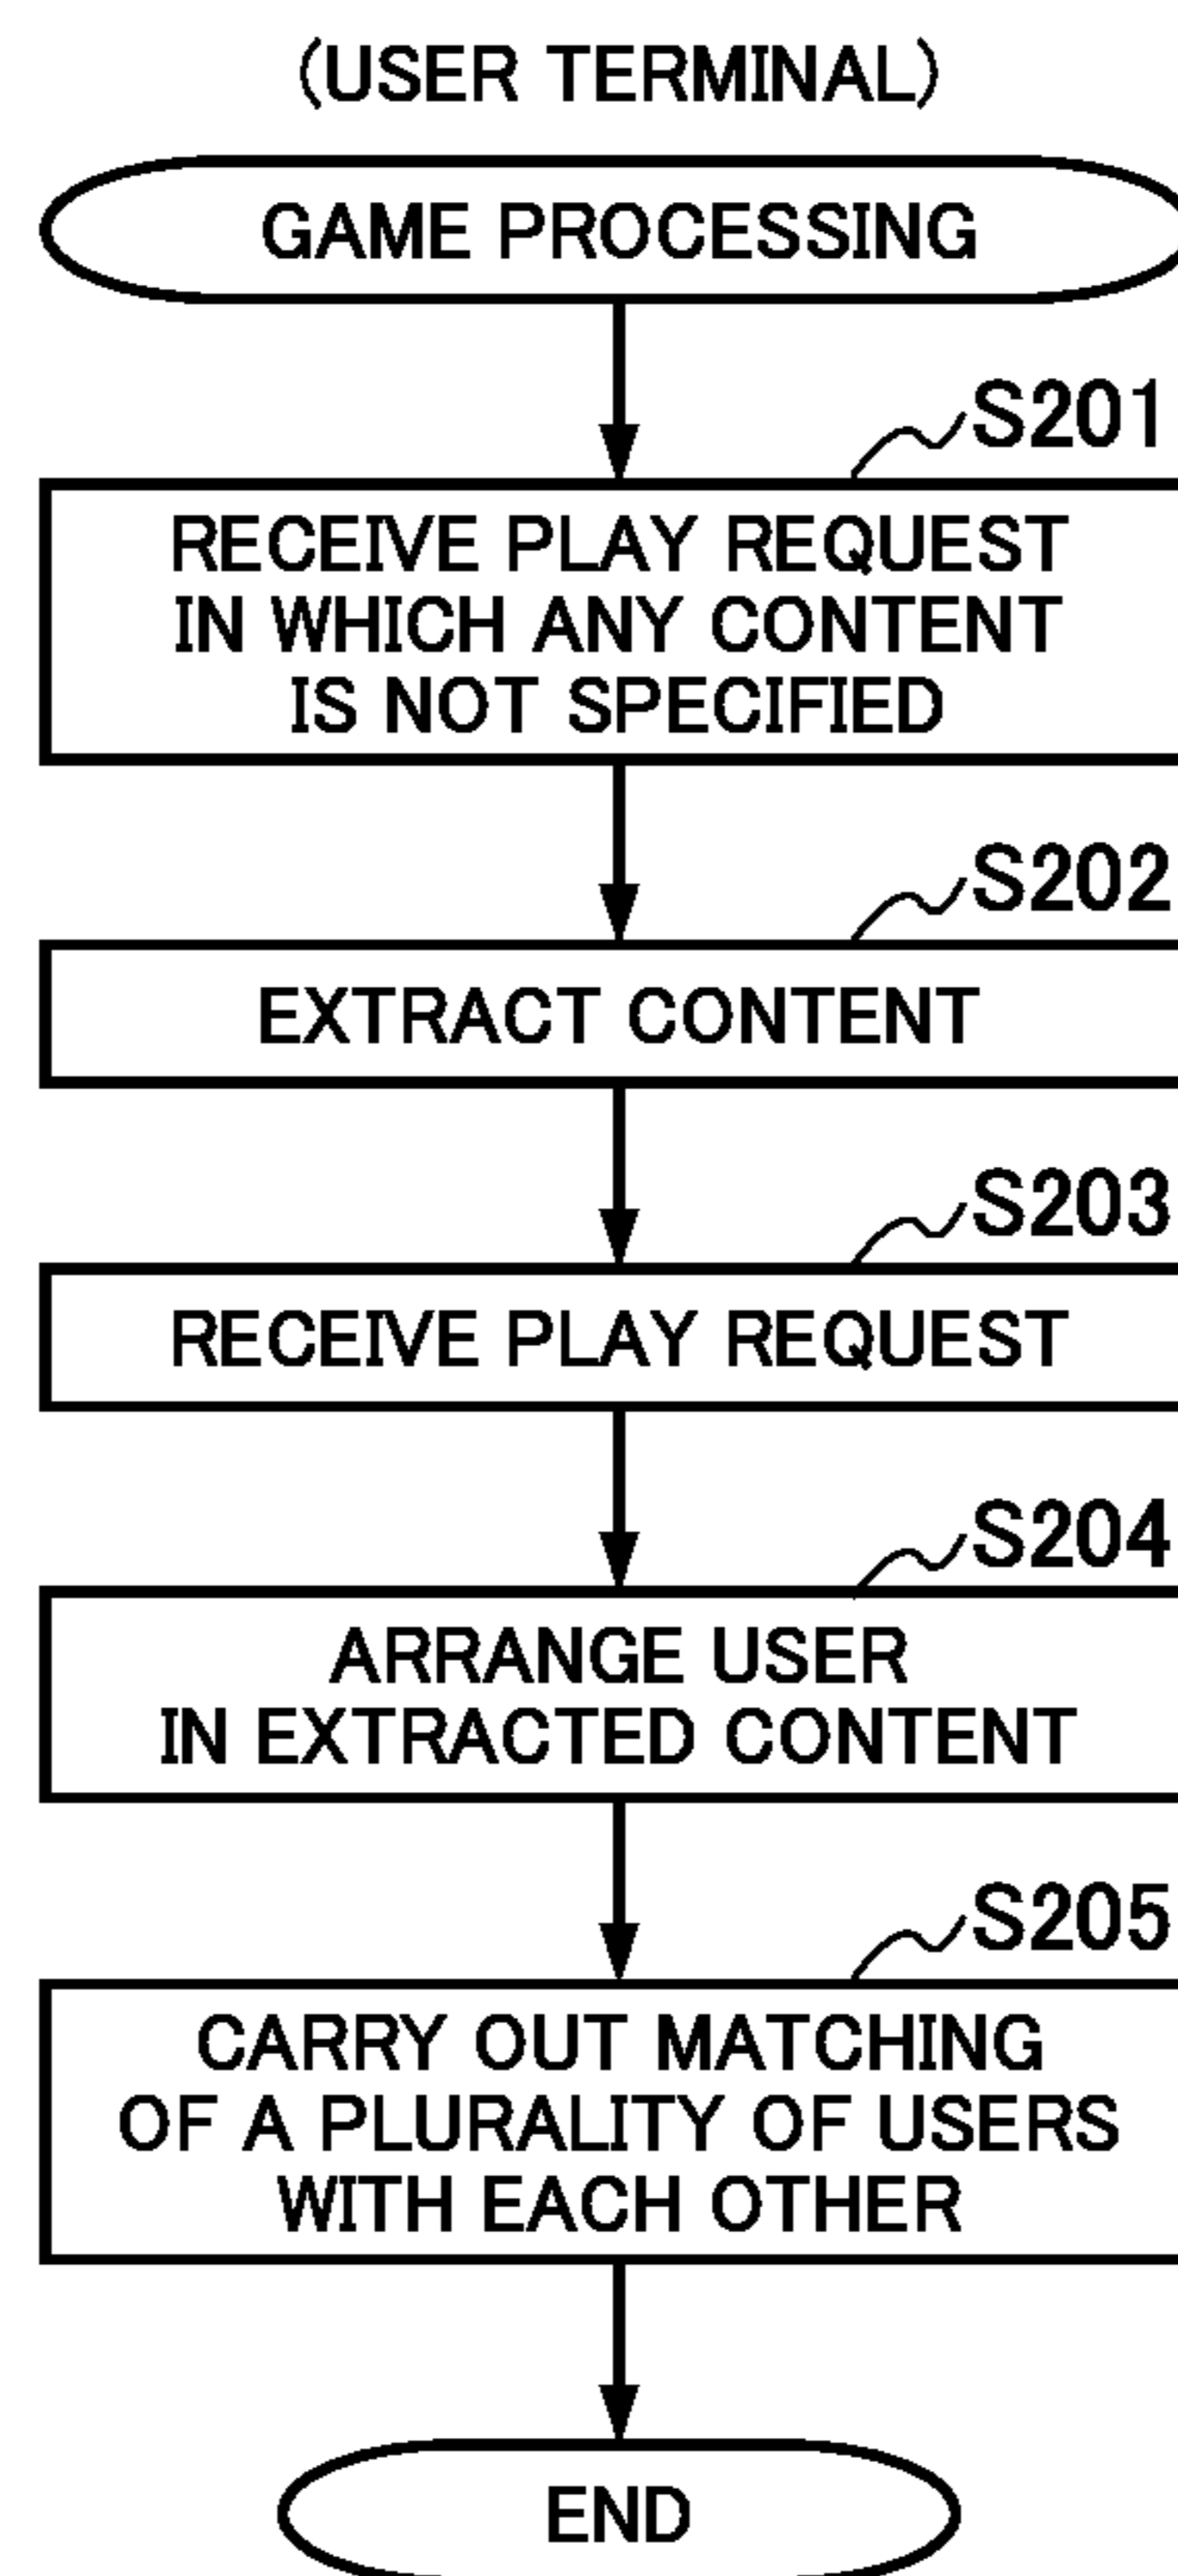 (USER TERMINAL)
GAME PROCESSING
S201
RECEIVE PLAY REQUEST
IN WHICH ANY CONTENT
IS NOT SPECIFIED
S202
EXTRACT CONTENT
S203
RECEIVE PLAY REQUEST
S204
ARRANGE USER
IN EXTRACTED CONTENT
S205
CARRY OUT MATCHING
OF A PLURALITY OF USERS
WITH EACH OTHER
END